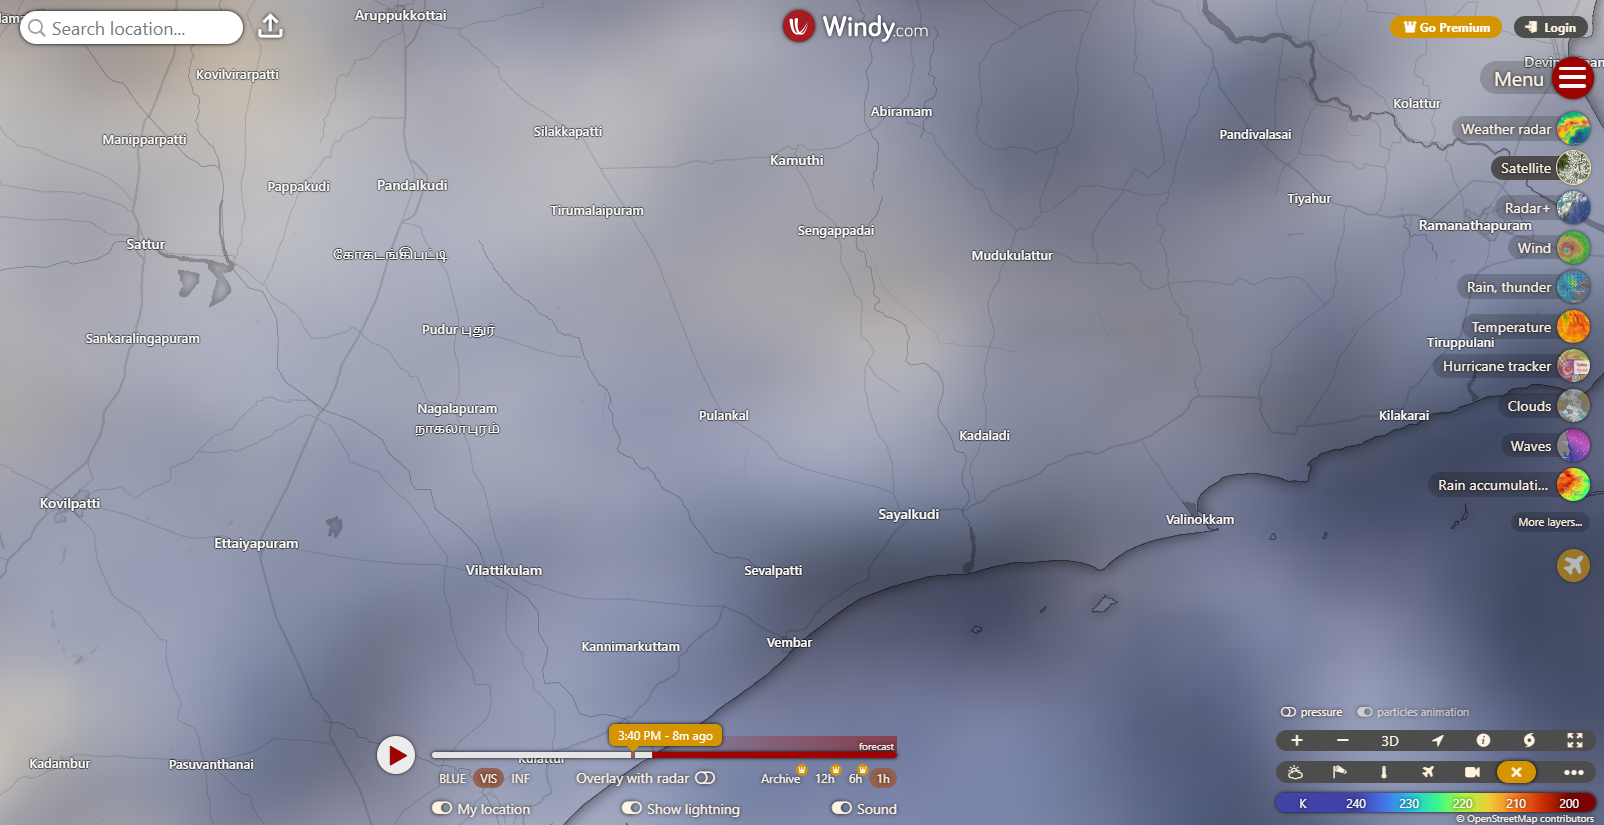 Aruppukkottai
Search location...
Windy.com
Go Premium
Login
Menu
Kovilvirarpatti
Kolattur
Abiramam
Manipparpatti
Silakkapatti
Pandivalasai
Weather radar
Kamuthi
Satellite
Pappakudi
Pandalkudi
Tirumalaipuram
Tiyahur
Radar+
Ramanathapuram
Sengappadai
Sattur
கோகடங்கிபட்டி
Mudukulattur
Wind
Rain, thunder
Pudur புதுர்
Temperature
Sankaralingapuram
Tiruppulani
Hurricane tracker
Nagalapuram
நாகலாபுரம்
Pulankal
Kadaladi
Kilakarai
Clouds
Waves
Rain accumulati...
Kovilpatti
Sayalkudi
Valinokkam
More layers...
Ettaiyapuram
Vilattikulam
Sevalpatti
Kannimarkuttam
Vembar
pressure
particles animation
3:40 PM - 8m ago
forecast
3D
Kadambur
Pasuvanthanai
Kulattur
BLUE VIS INF
Overlay with radar
Archive 12h 6h 1h
My location
Show lightning
Sound
K 240 230 220 210 200
© OpenStreetMap contributors